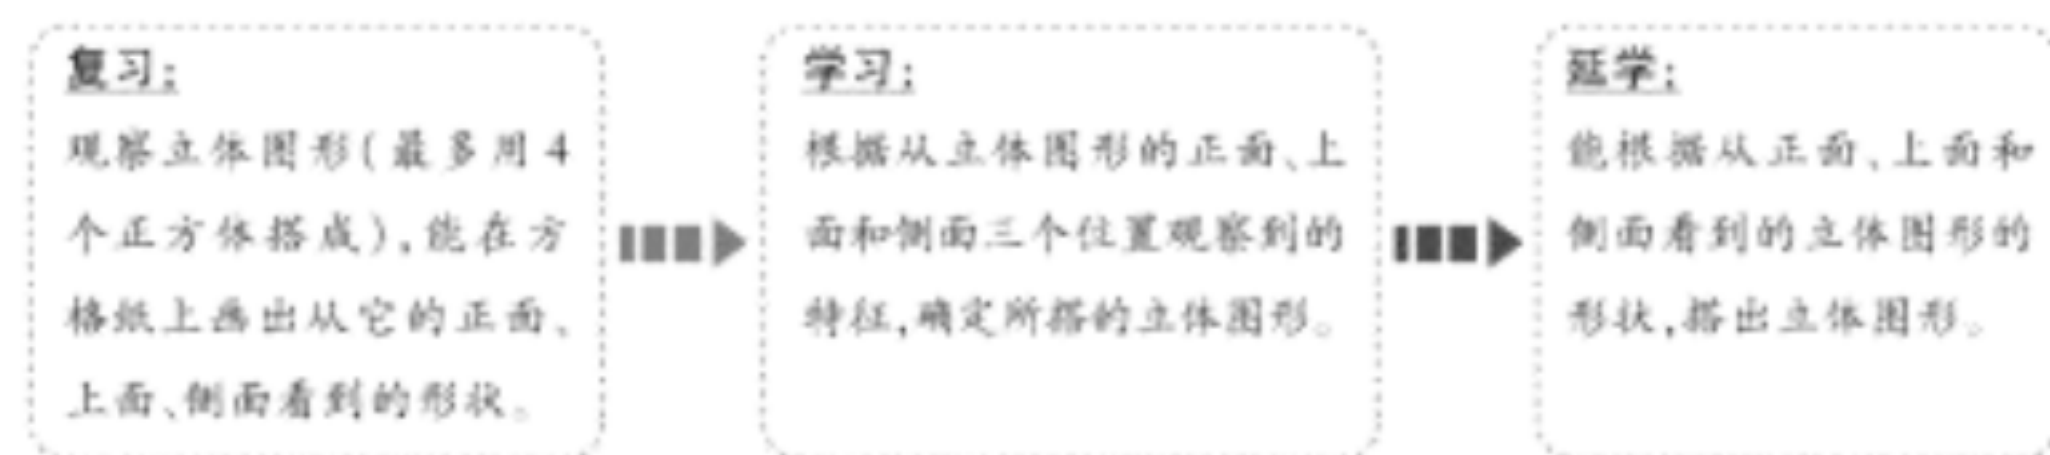 复习:
观察立体图形(最多用4
个正方体搭成),能在方
格纸上画出从它的正面、
上面、侧面看到的形状。
学习:
根据从立体图形的正面、上
面和侧面三个位置观察到的
特征,确定所搭的立体图形。
延学:
能根据从正面、上面和
侧面看到的立体图形的
形状,搭出立体图形。